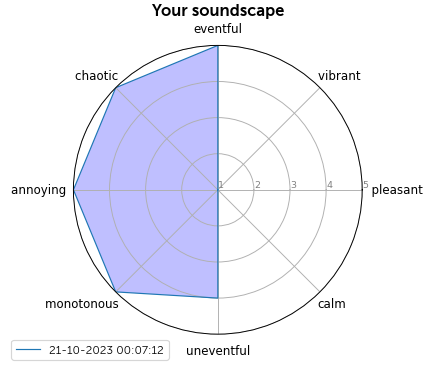 Your soundscape
eventful
chaotic
vibrant
annoying
1
2
3
4
5
pleasant
monotonous
calm
21-10-2023 00:07:12
uneventful